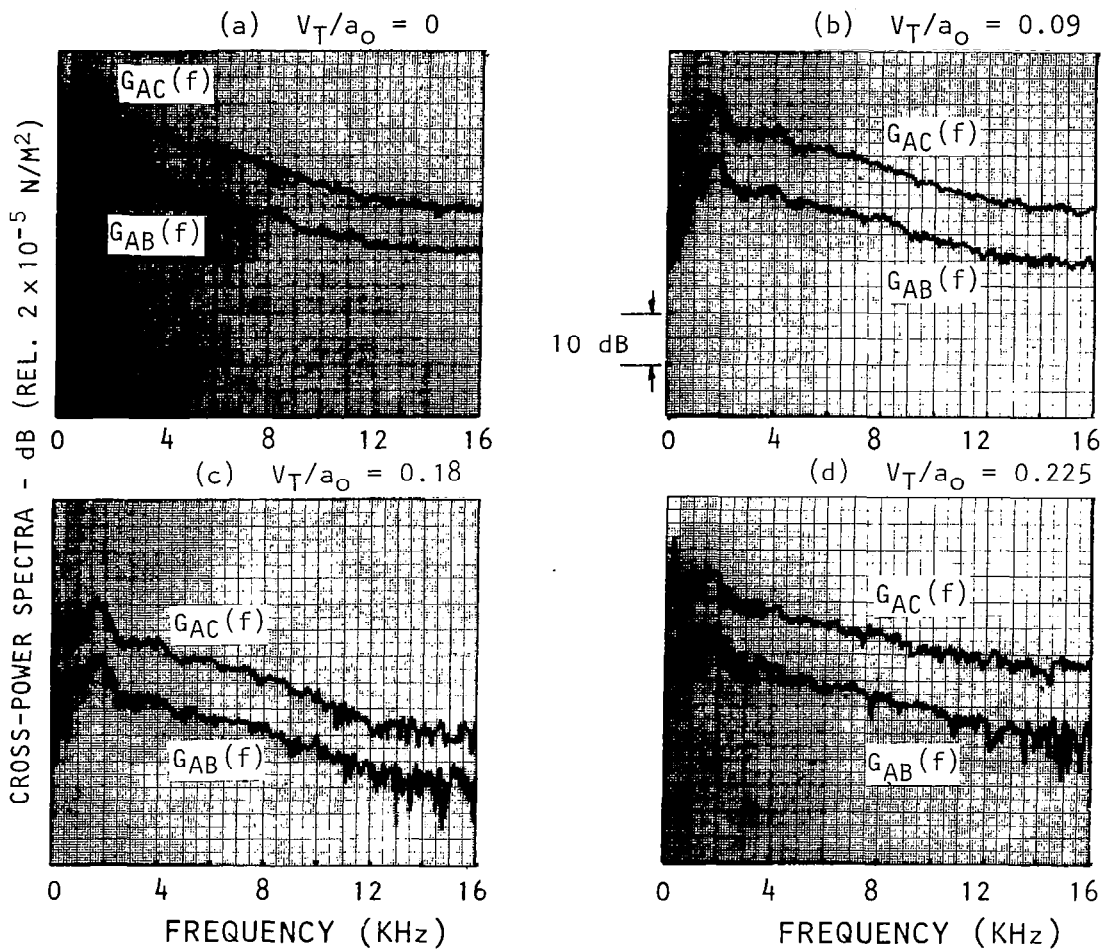 (a) V_T/a_o = 0
G_AC(f)
G_AB(f)
0 4 8 12 16
(b) V_T/a_o = 0.09
G_AC(f)
G_AB(f)
10 dB
0 4 8 12 16
CROSS-POWER SPECTRA - dB (REL. 2 x 10^-5 N/M^2)
(c) V_T/a_o = 0.18
G_AC(f)
G_AB(f)
0 4 8 12 16
FREQUENCY (KHz)
(d) V_T/a_o = 0.225
G_AC(f)
G_AB(f)
0 4 8 12 16
FREQUENCY (KHz)